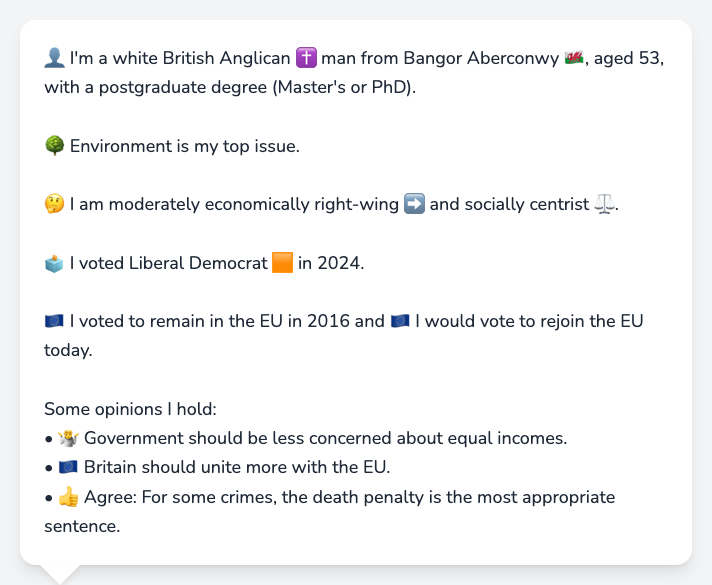 👤 I'm a white British Anglican ✝️ man from Bangor Aberconwy 🏴󠁧󠁢󠁷󠁬󠁳󠁿, aged 53,
with a postgraduate degree (Master's or PhD).
🌳 Environment is my top issue.
🤔 I am moderately economically right-wing ➡️ and socially centrist ⚖️.
🗳️ I voted Liberal Democrat 🟧 in 2024.
🇪🇺 I voted to remain in the EU in 2016 and 🇪🇺 I would vote to rejoin the EU
today.
Some opinions I hold:
• 🤷 Government should be less concerned about equal incomes.
• 🇪🇺 Britain should unite more with the EU.
• 👍 Agree: For some crimes, the death penalty is the most appropriate
sentence.